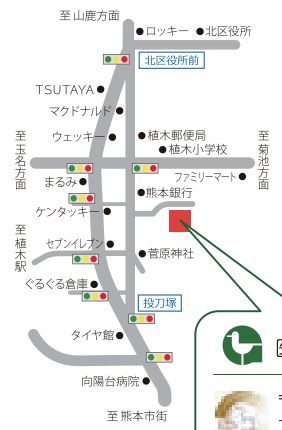 至山鹿方面
ロッキー
北区役所
北区役所前
TSUTAYA
マクドナルド
ウェッキー
植木郵便局
植木小学校
至玉名方面
至菊池方面
ファミリーマート
まるみ
熊本銀行
ケンタッキー
至植木駅
セブンイレブン
菅原神社
ぐるぐる倉庫
投刀塚
タイヤ館
向陽台病院
至熊本市街